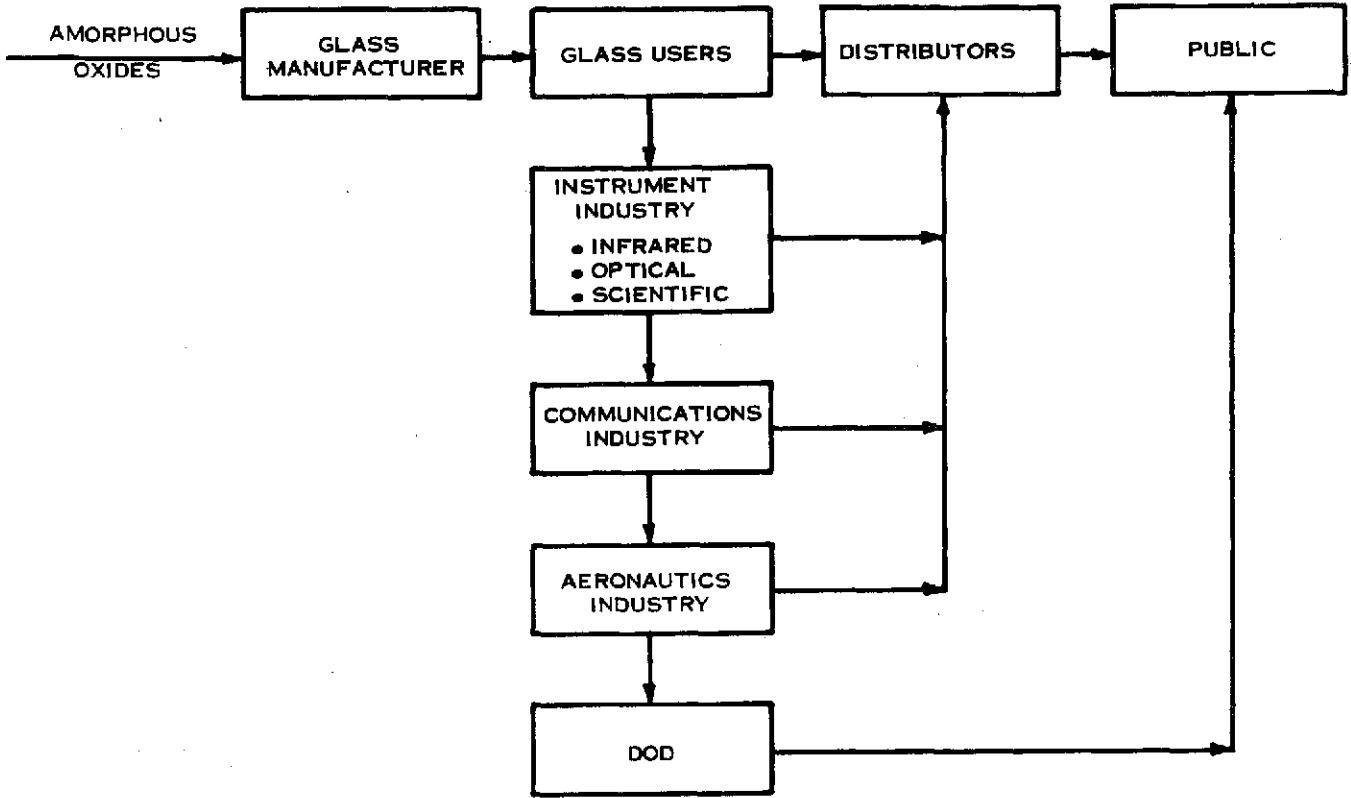 AMORPHOUS
OXIDES
GLASS
MANUFACTURER
GLASS USERS
DISTRIBUTORS
PUBLIC
INSTRUMENT
INDUSTRY
• INFRARED
• OPTICAL
• SCIENTIFIC
COMMUNICATIONS
INDUSTRY
AERONAUTICS
INDUSTRY
DOD